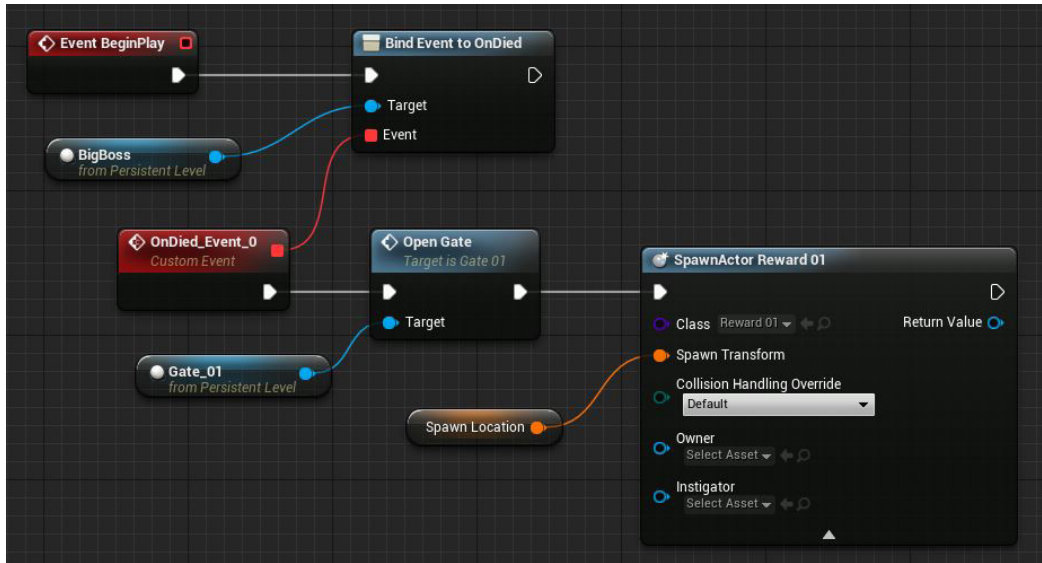 Event BeginPlay
Bind Event to OnDied
Target
Event
BigBoss
from Persistent Level
OnDied_Event_0
Custom Event
Open Gate
Target is Gate 01
Target
Gate_01
from Persistent Level
Spawn Location
SpawnActor Reward 01
Class Reward 01 Return Value
Spawn Transform
Collision Handling Override
Default
Owner
Select Asset
Instigator
Select Asset